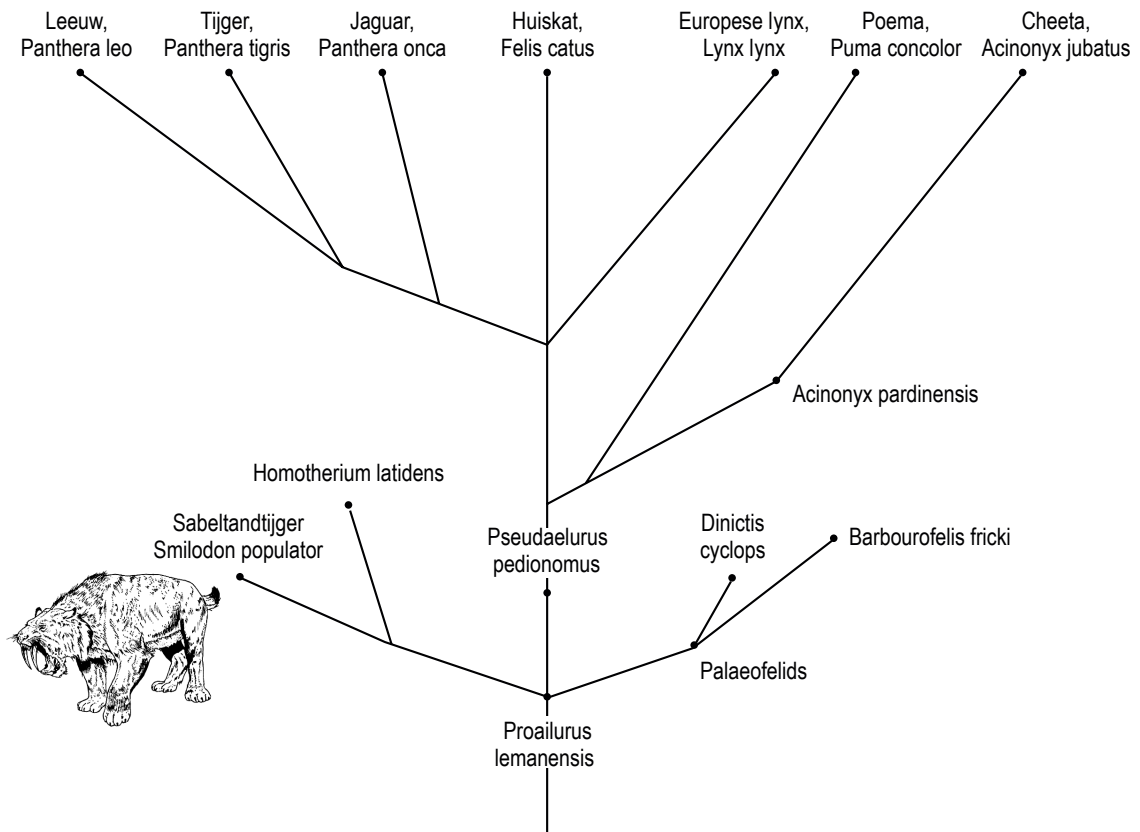 Leeuw,
Panthera leo
Tijger,
Panthera tigris
Jaguar,
Panthera onca
Huiskat,
Felis catus
Europese lynx,
Lynx lynx
Poema,
Puma concolor
Cheeta,
Acinonyx jubatus
Acinonyx pardinensis
Homotherium latidens
Sabeltandtijger
Smilodon populator
Pseudaelurus
pedionomus
Dinictis
cyclops
Barbourofelis fricki
Palaeofelids
Proailurus
lemanensis